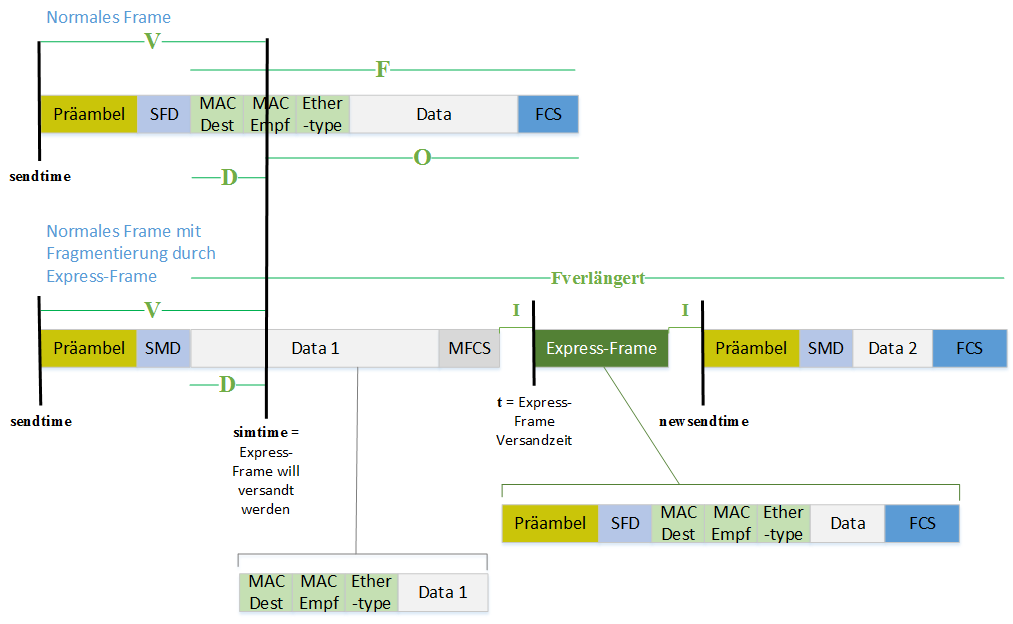 Normales Frame
V
F
Präambel SFD MAC Dest MAC Empf Ether -type Data FCS
O
sendtime
D
Normales Frame mit
Fragmentierung durch
Express-Frame
Fverlängert
V
I
I
Präambel SMD Data 1 MFCS Express-Frame Präambel SMD Data 2 FCS
D
sendtime
simtime =
Express-
Frame will
versandt
werden
t = Express-
Frame
Versandzeit
newsendtime
Präambel SFD MAC Dest MAC Empf Ether -type Data FCS
MAC Dest MAC Empf Ether -type Data 1